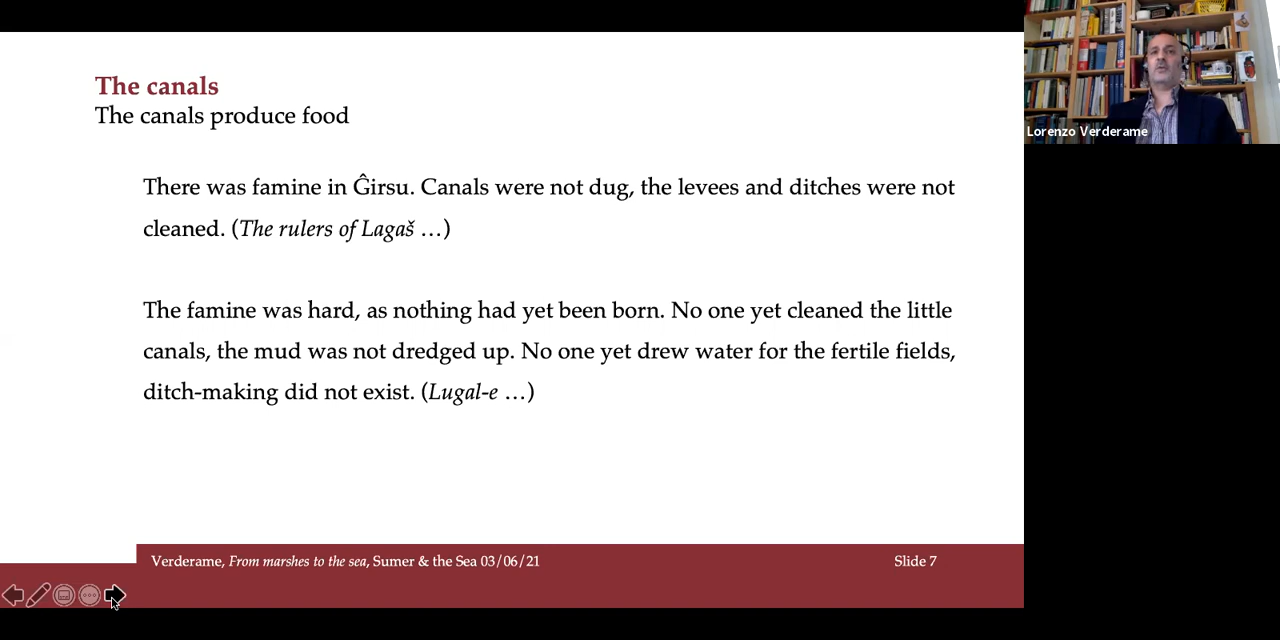 The canals
The canals produce food
There was famine in Ĝirsu. Canals were not dug, the levees and ditches were not
cleaned. (The rulers of Lagaš …)
The famine was hard, as nothing had yet been born. No one yet cleaned the little
canals, the mud was not dredged up. No one yet drew water for the fertile fields,
ditch-making did not exist. (Lugal-e …)
Verderame, From marshes to the sea, Sumer & the Sea 03/06/21
Slide 7
Lorenzo Verderame